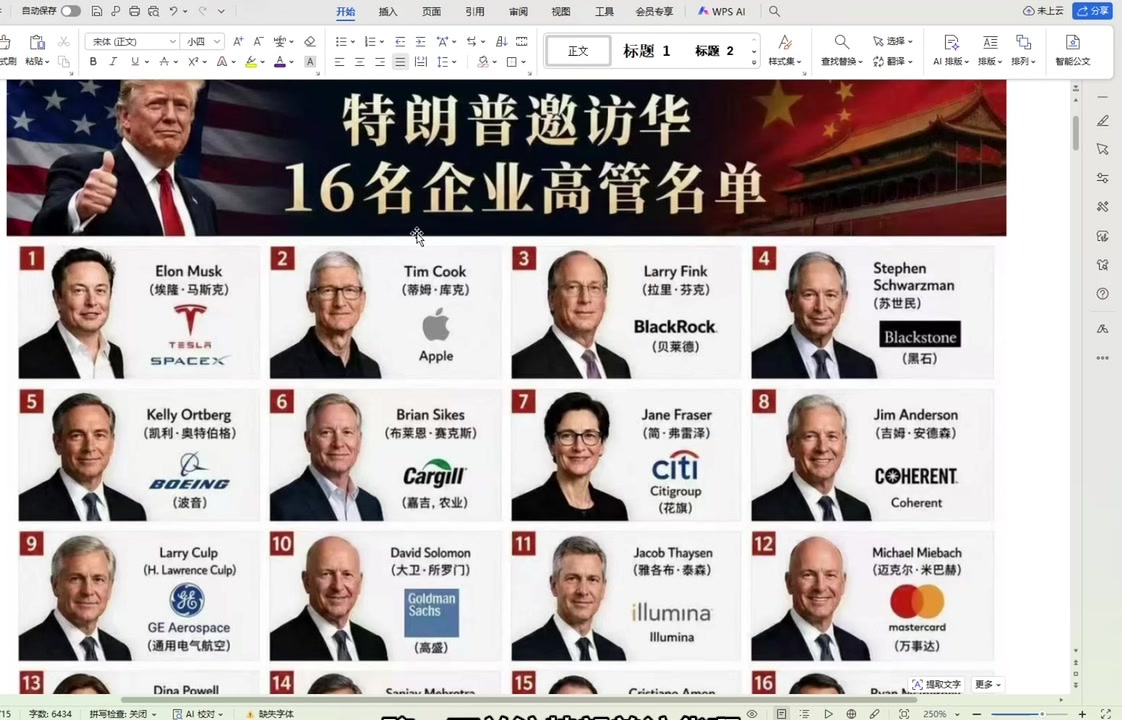 自动保存
开始
插入
页面
引用
审阅
视图
工具
会员专享
WPS AI
未上云
分享
式刷
粘贴
宋体 (正文)
小四
正文
标题 1
标题 2
样式集
查找替换
选择
翻译
AI 排版
排版
排列
智能公文
特朗普邀访华
16名企业高管名单
1
Elon Musk
(埃隆·马斯克)
TESLA
SPACEX
2
Tim Cook
(蒂姆·库克)
Apple
3
Larry Fink
(拉里·芬克)
BlackRock.
(贝莱德)
4
Stephen
Schwarzman
(苏世民)
Blackstone
(黑石)
5
Kelly Ortberg
(凯利·奥特伯格)
BOEING
(波音)
6
Brian Sikes
(布莱恩·赛克斯)
Cargill
(嘉吉, 农业)
7
Jane Fraser
(简·弗雷泽)
citi
Citigroup
(花旗)
8
Jim Anderson
(吉姆·安德森)
COHERENT
Coherent
9
Larry Culp
(H. Lawrence Culp)
GE Aerospace
(通用电气航空)
10
David Solomon
(大卫·所罗门)
Goldman
Sachs
(高盛)
11
Jacob Thaysen
(雅各布·泰森)
illumina
Illumina
12
Michael Miebach
(迈克尔·米巴赫)
mastercard
(万事达)
13
Dina Powell
14
Sanjay Mehrotra
15
Cristiano Amon
16
提取文字
更多
/15
字数: 6434
拼写检查: 关闭
AI 校对
缺失字体
250%